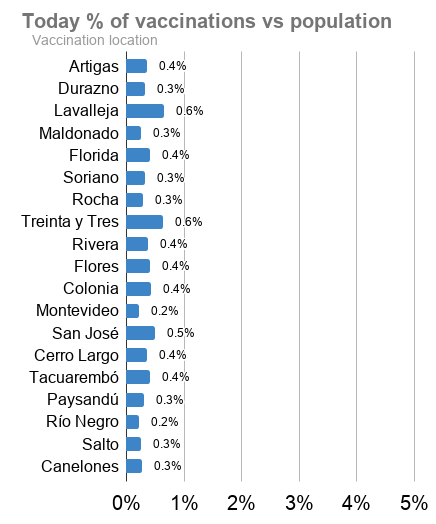 Today % of vaccinations vs population
Vaccination location
Artigas 0.4%
Durazno 0.3%
Lavalleja 0.6%
Maldonado 0.3%
Florida 0.4%
Soriano 0.3%
Rocha 0.3%
Treinta y Tres 0.6%
Rivera 0.4%
Flores 0.4%
Colonia 0.4%
Montevideo 0.2%
San José 0.5%
Cerro Largo 0.4%
Tacuarembó 0.4%
Paysandú 0.3%
Río Negro 0.2%
Salto 0.3%
Canelones 0.3%
0% 1% 2% 3% 4% 5%